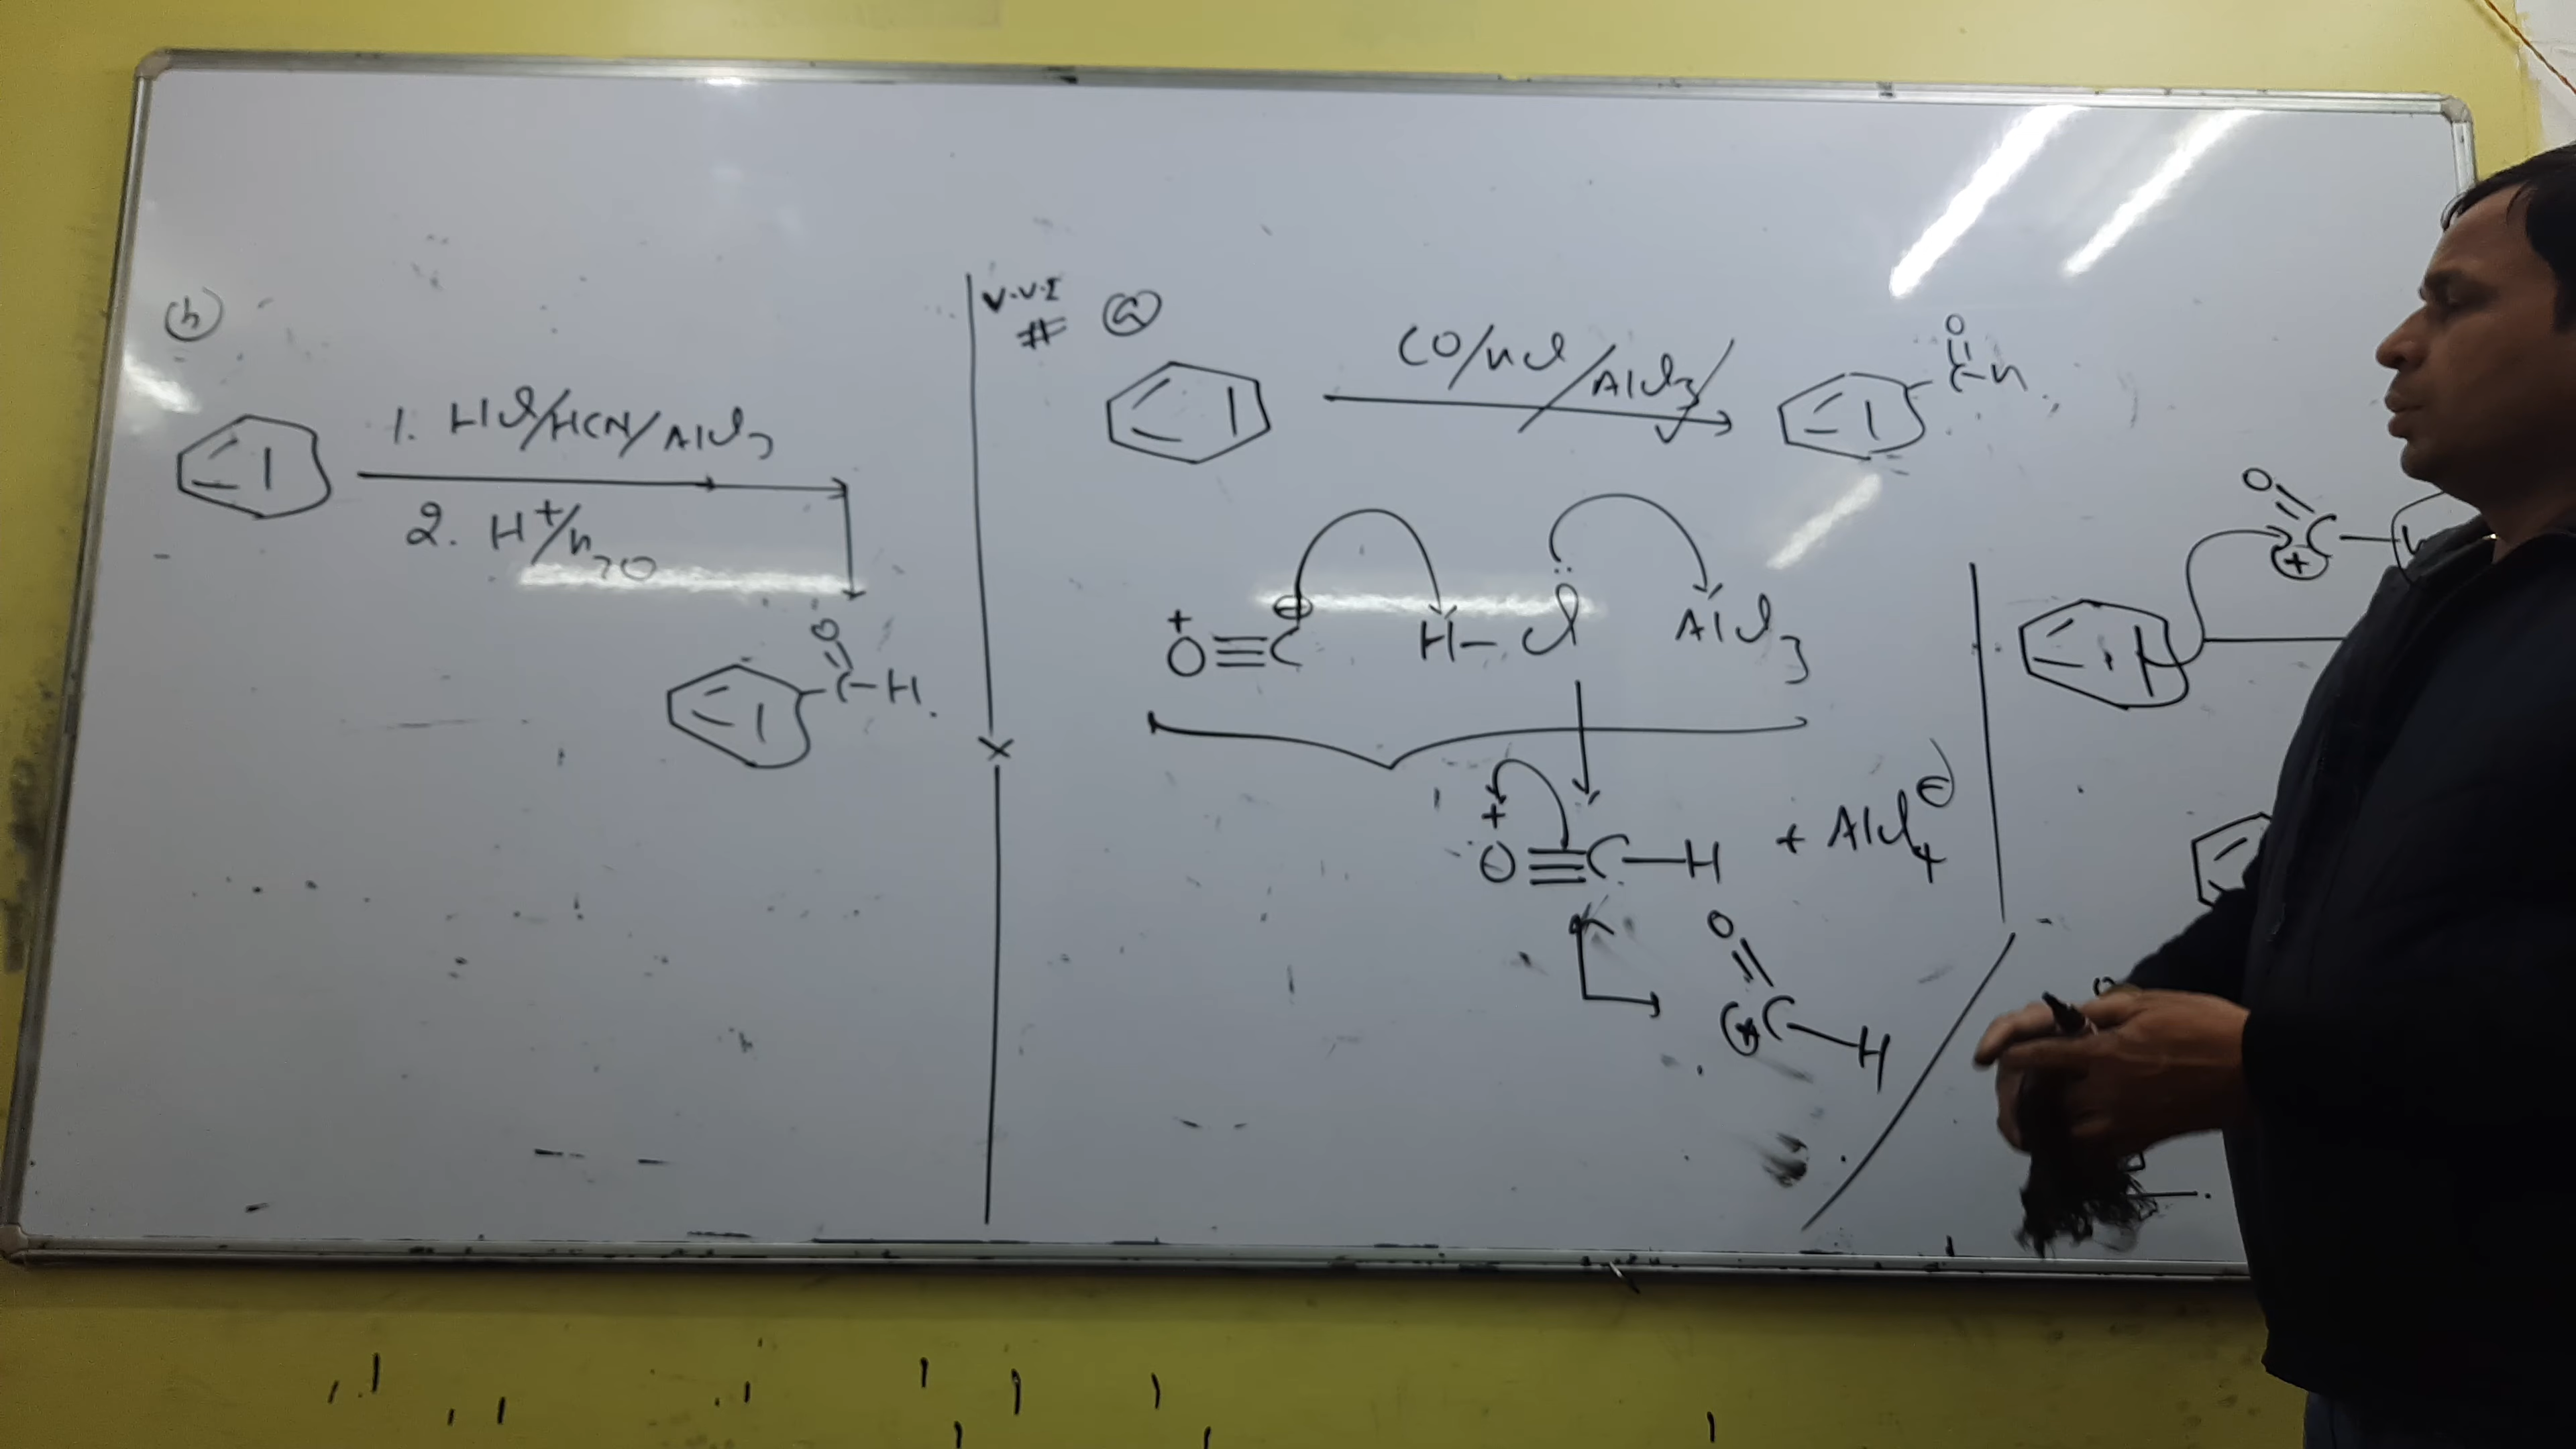 (h)
1. HCl/HCN/AlCl3
2. H+/H2O
O
C-H.
V.V.I
# (a)
CO/HCl/AlCl3
O
C-H.
+ ⊖
O≡C H-Cl: AlCl3
+
O≡C-H + AlCl4⊖
O
(+)C-H
O
C-
(+)
H